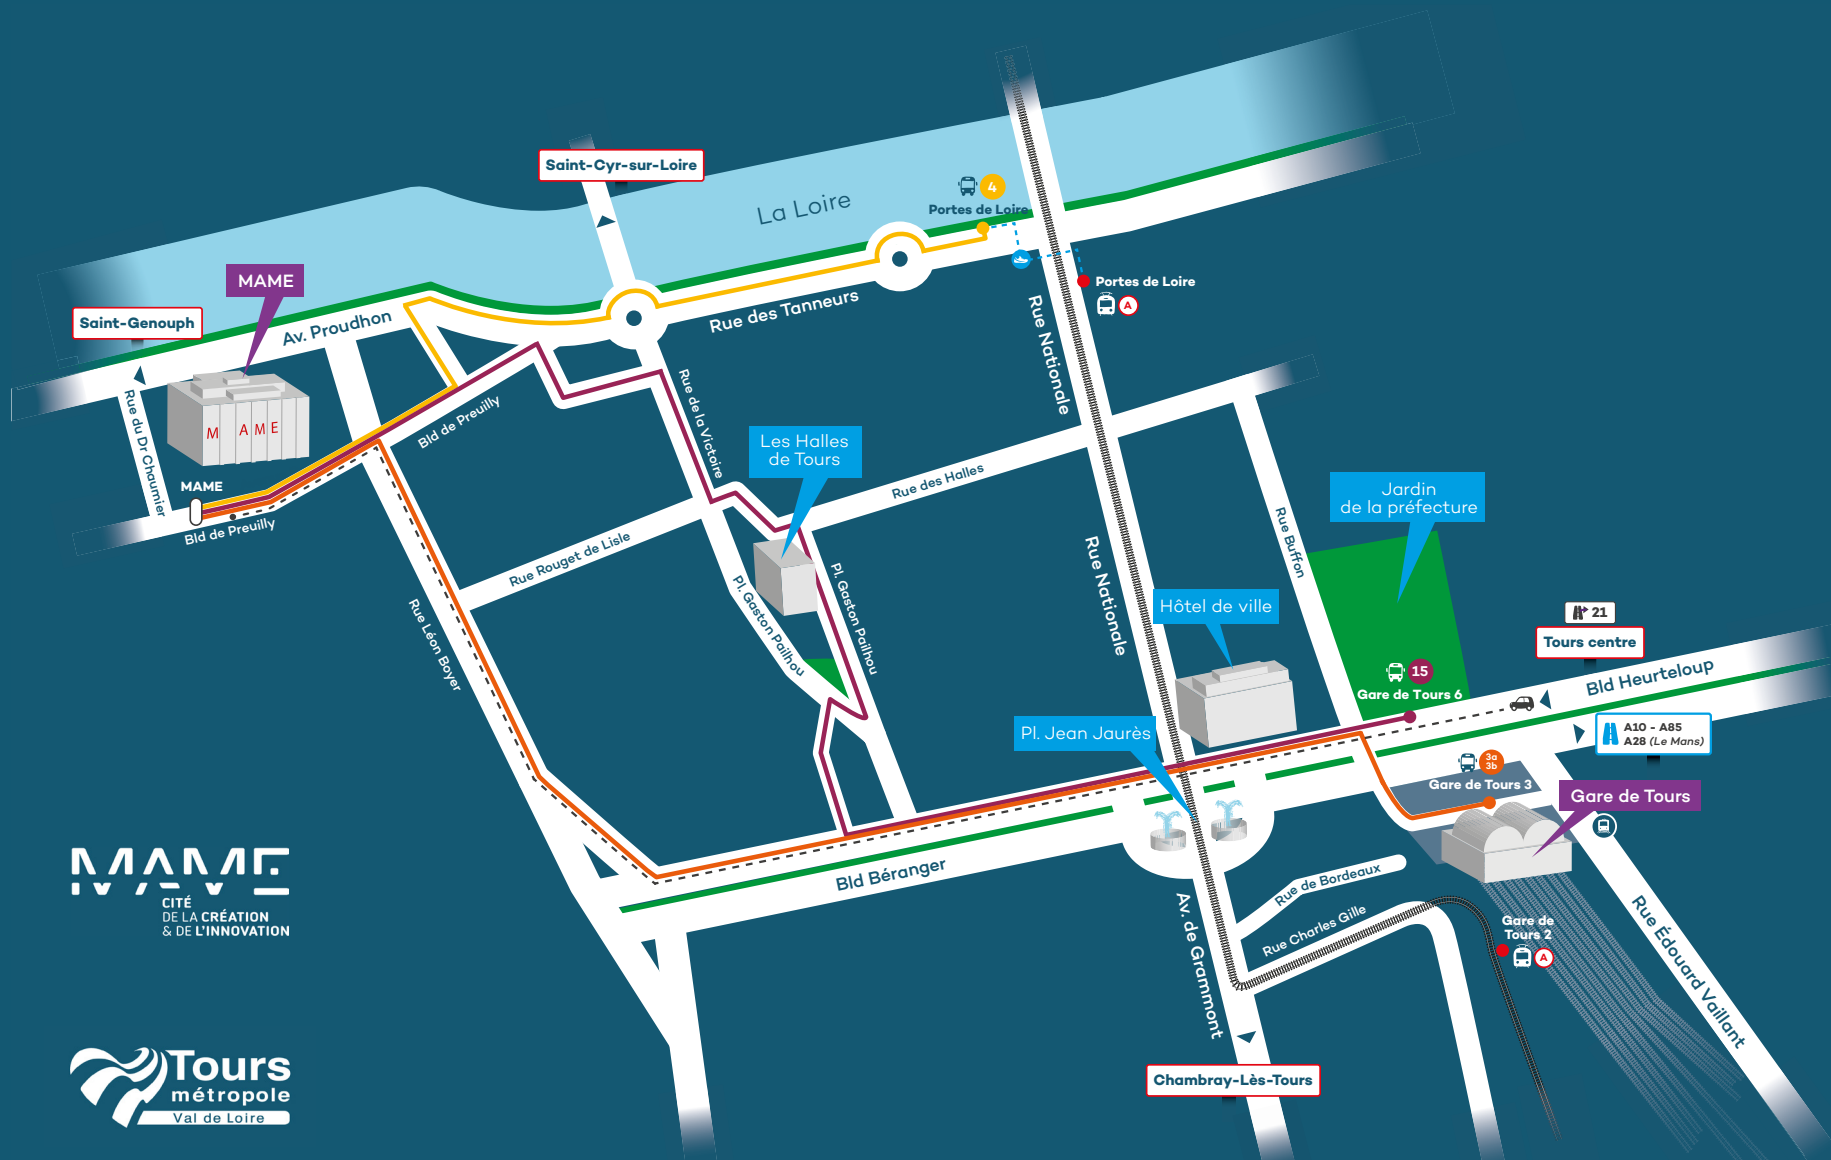 Saint-Cyr-sur-Loire
La Loire
4
Portes de Loire
MAME
Saint-Genouph
Av. Proudhon
Rue des Tanneurs
Portes de Loire
A
Rue Nationale
Rue du Dr Chaumier
M AME
MAME
Bld de Preuilly
Bld de Preuilly
Rue de la Victoire
Les Halles
de Tours
Rue des Halles
Rue Rouget de Lisle
Pl. Gaston Pailhou
Pl. Gaston Pailhou
Rue Léon Boyer
Rue Nationale
Rue Buffon
Jardin
de la préfecture
Hôtel de ville
21
Tours centre
15
Gare de Tours 6
Bld Heurteloup
A10 - A85
A28 (Le Mans)
Pl. Jean Jaurès
3a
3b
Gare de Tours 3
Gare de Tours
Bld Béranger
Rue de Bordeaux
Rue Charles Gille
Av. de Grammont
Gare de
Tours 2
A
Rue Édouard Vaillant
Chambray-Lès-Tours
MAME
CITÉ
DE LA CRÉATION
& DE L'INNOVATION
Tours
métropole
Val de Loire